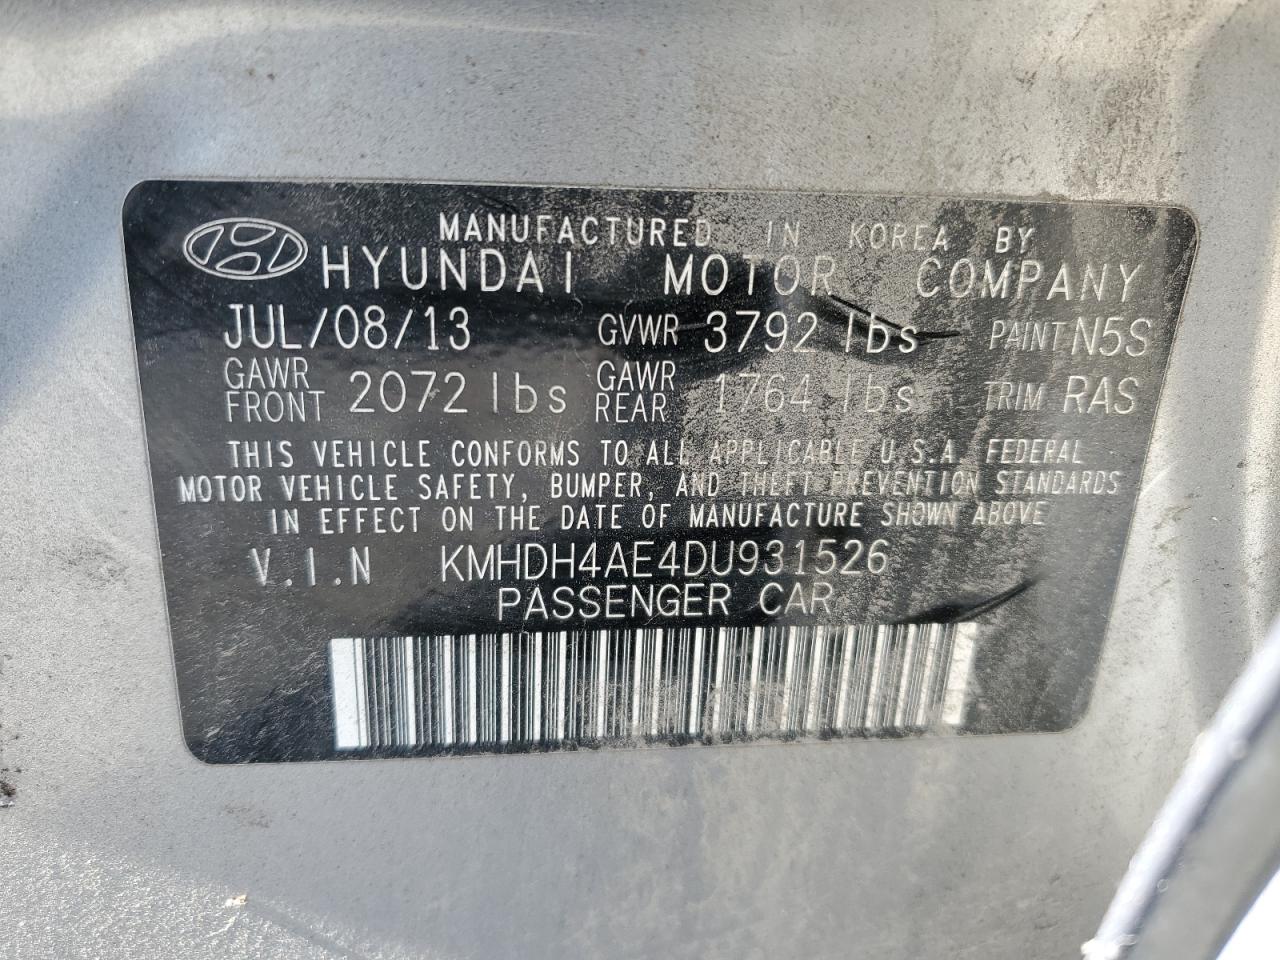 MANUFACTURED IN KOREA BY
HYUNDAI MOTOR COMPANY
JUL/08/13 GVWR 3792 lbs PAINT N5S
GAWR FRONT 2072 lbs GAWR REAR 1764 lbs TRIM RAS
THIS VEHICLE CONFORMS TO ALL APPLICABLE U.S.A FEDERAL
MOTOR VEHICLE SAFETY, BUMPER, AND THEFT PREVENTION STANDARDS
IN EFFECT ON THE DATE OF MANUFACTURE SHOWN ABOVE
V.I.N KMHDH4AE4DU931526
PASSENGER CAR